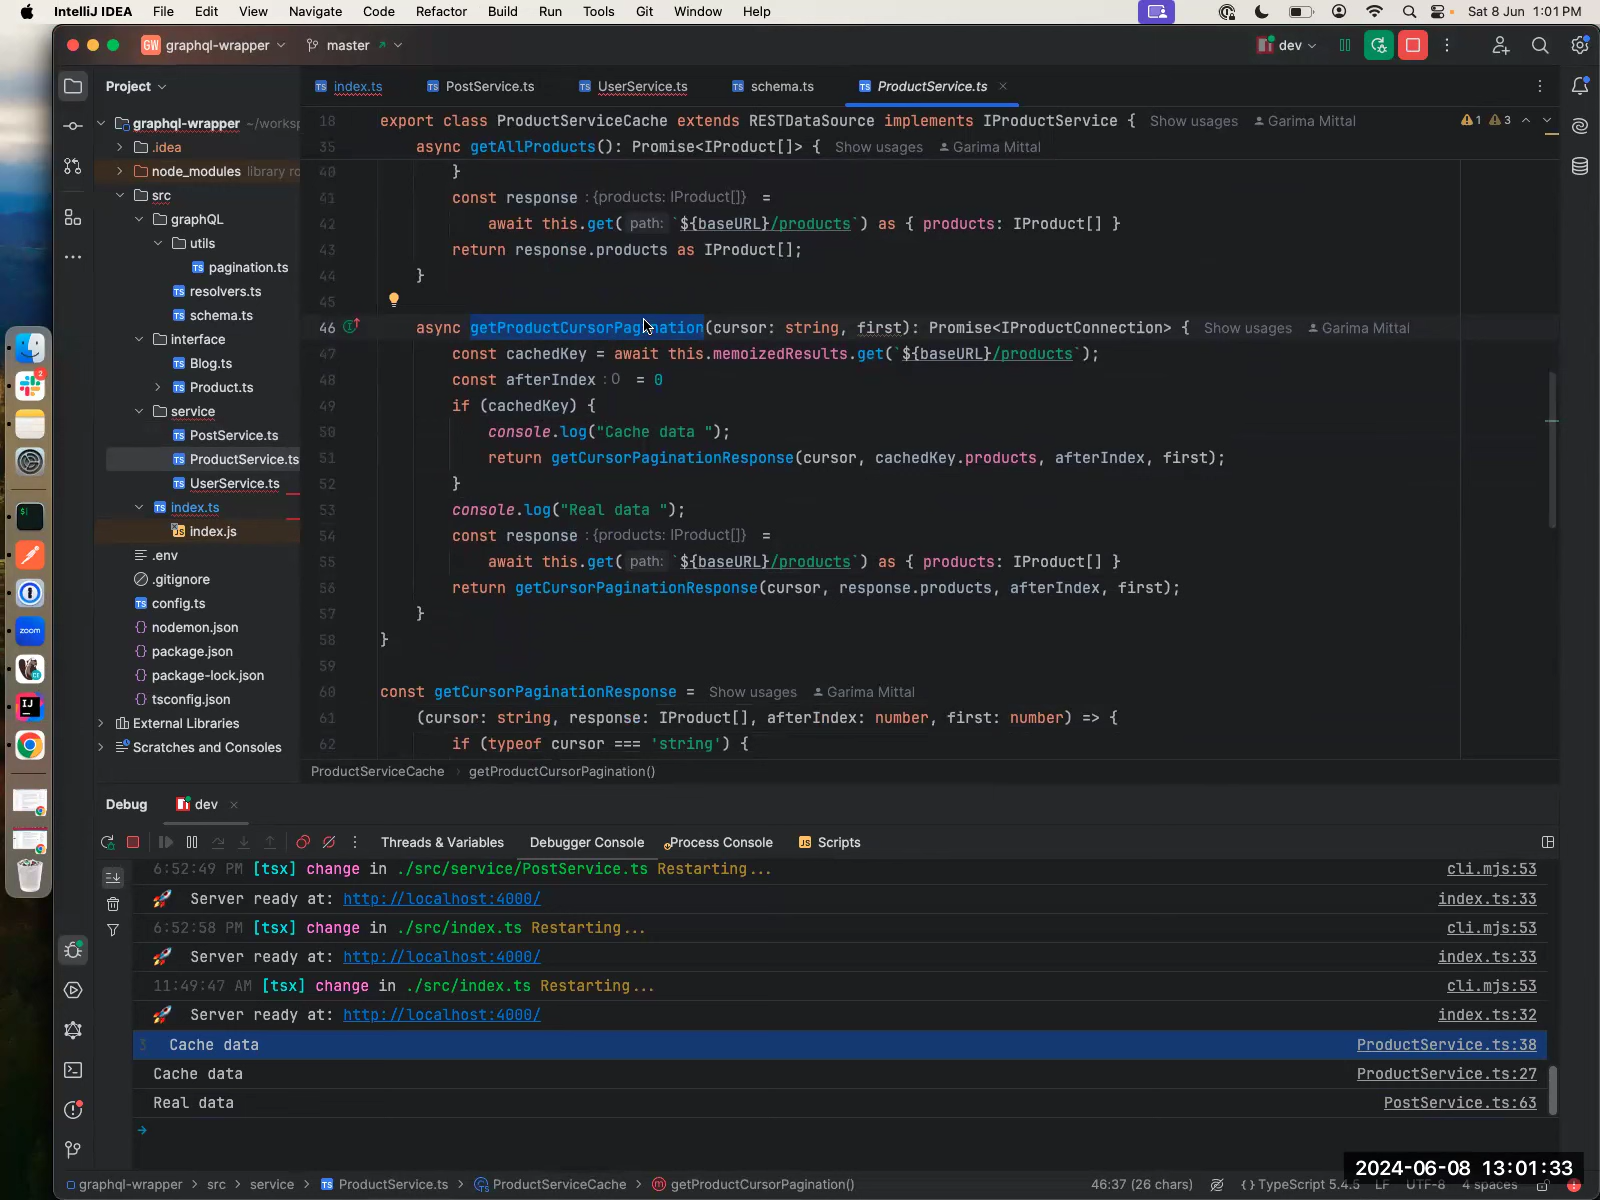 IntelliJ IDEA File Edit View Navigate Code Refactor Build Run Tools Git Window Help Sat 8 Jun 1:01 PM
GW graphql-wrapper master dev
Project
index.ts PostService.ts UserService.ts schema.ts ProductService.ts
graphql-wrapper ~/worksp
.idea
node_modules library ro
src
graphQL
utils
pagination.ts
resolvers.ts
schema.ts
interface
Blog.ts
Product.ts
service
PostService.ts
ProductService.ts
UserService.ts
index.ts
index.js
.env
.gitignore
config.ts
nodemon.json
package.json
package-lock.json
tsconfig.json
External Libraries
Scratches and Consoles
18 export class ProductServiceCache extends RESTDataSource implements IProductService { Show usages Garima Mittal 1 3
35 async getAllProducts(): Promise<IProduct[]> { Show usages Garima Mittal
40 }
41 const response : {products: IProduct[]} =
42 await this.get( path: `${baseURL}/products`) as { products: IProduct[] }
43 return response.products as IProduct[];
44 }
45
46 async getProductCursorPagination(cursor: string, first): Promise<IProductConnection> { Show usages Garima Mittal
47 const cachedKey = await this.memoizedResults.get(`${baseURL}/products`);
48 const afterIndex : 0 = 0
49 if (cachedKey) {
50 console.log("Cache data ");
51 return getCursorPaginationResponse(cursor, cachedKey.products, afterIndex, first);
52 }
53 console.log("Real data ");
54 const response : {products: IProduct[]} =
55 await this.get( path: `${baseURL}/products`) as { products: IProduct[] }
56 return getCursorPaginationResponse(cursor, response.products, afterIndex, first);
57 }
58 }
59
60 const getCursorPaginationResponse = Show usages Garima Mittal
61 (cursor: string, response: IProduct[], afterIndex: number, first: number) => {
62 if (typeof cursor === 'string') {
ProductServiceCache › getProductCursorPagination()
Debug dev
Threads & Variables Debugger Console Process Console Scripts
6:52:49 PM [tsx] change in ./src/service/PostService.ts Restarting... cli.mjs:53
🚀 Server ready at: http://localhost:4000/ index.ts:33
6:52:58 PM [tsx] change in ./src/index.ts Restarting... cli.mjs:53
🚀 Server ready at: http://localhost:4000/ index.ts:33
11:49:47 AM [tsx] change in ./src/index.ts Restarting... cli.mjs:53
🚀 Server ready at: http://localhost:4000/ index.ts:32
3 Cache data ProductService.ts:38
Cache data ProductService.ts:27
Real data PostService.ts:63
2024-06-08 13:01:33
graphql-wrapper › src › service › ProductService.ts › ProductServiceCache › getProductCursorPagination() 46:37 (26 chars) TypeScript 5.4.5 LF UTF-8 4 spaces
zoom